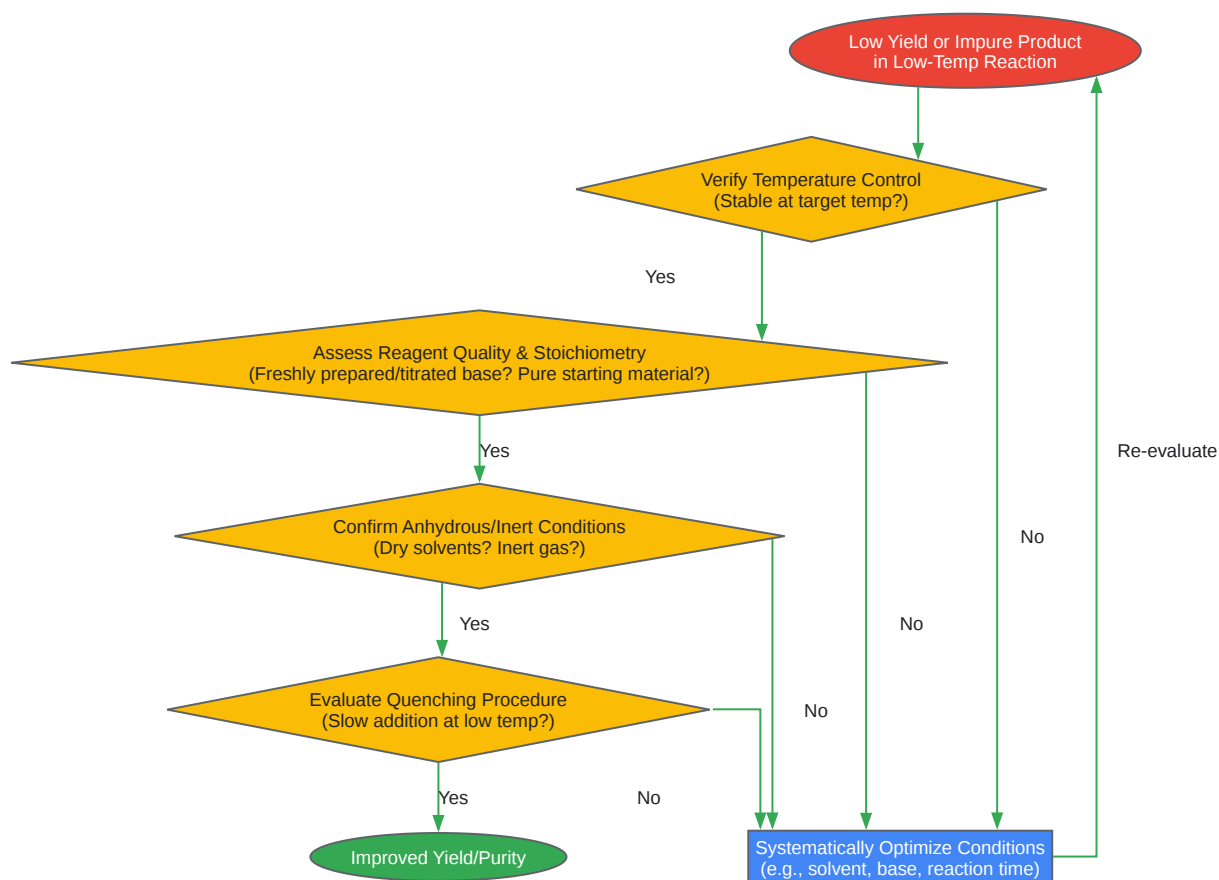 Low Yield or Impure Product
in Low-Temp Reaction
Verify Temperature Control
(Stable at target temp?)
Yes
Assess Reagent Quality & Stoichiometry
(Freshly prepared/titrated base? Pure starting material?)
Yes
Re-evaluate
Confirm Anhydrous/Inert Conditions
(Dry solvents? Inert gas?)
No
Yes
No
Evaluate Quenching Procedure
(Slow addition at low temp?)
No
Yes
No
Improved Yield/Purity
Systematically Optimize Conditions
(e.g., solvent, base, reaction time)